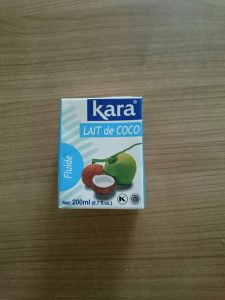 kara®
LAIT de COCO
Fluide
Net: 200ml (6.7 fl.oz.)